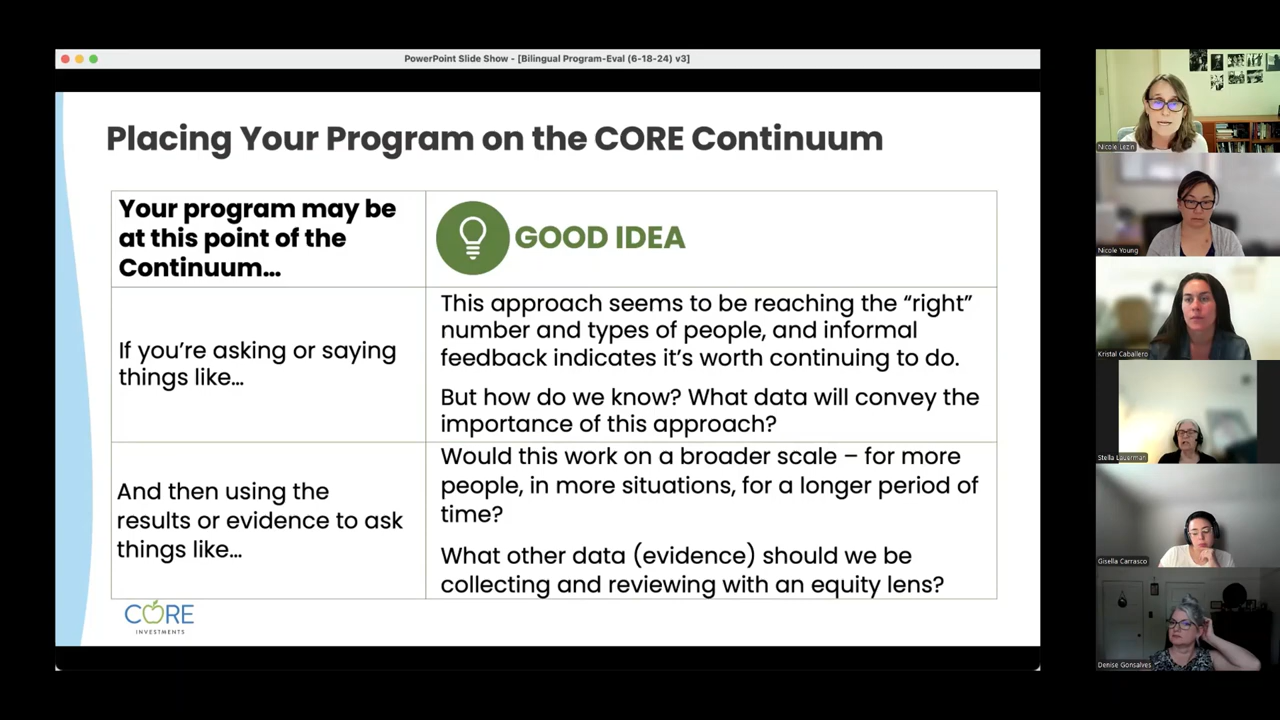 PowerPoint Slide Show - [Bilingual Program-Eval (6-18-24) v3]
Placing Your Program on the CORE Continuum
Your program may be
at this point of the
Continuum...
GOOD IDEA
If you’re asking or saying
things like...
This approach seems to be reaching the “right”
number and types of people, and informal
feedback indicates it’s worth continuing to do.
But how do we know? What data will convey the
importance of this approach?
And then using the
results or evidence to ask
things like...
Would this work on a broader scale – for more
people, in more situations, for a longer period of
time?
What other data (evidence) should we be
collecting and reviewing with an equity lens?
CORE
INVESTMENTS
Nicole Lezin
Nicole Young
Kristal Caballero
Stella Lauerman
Gisella Carrasco
Denise Gonsalves